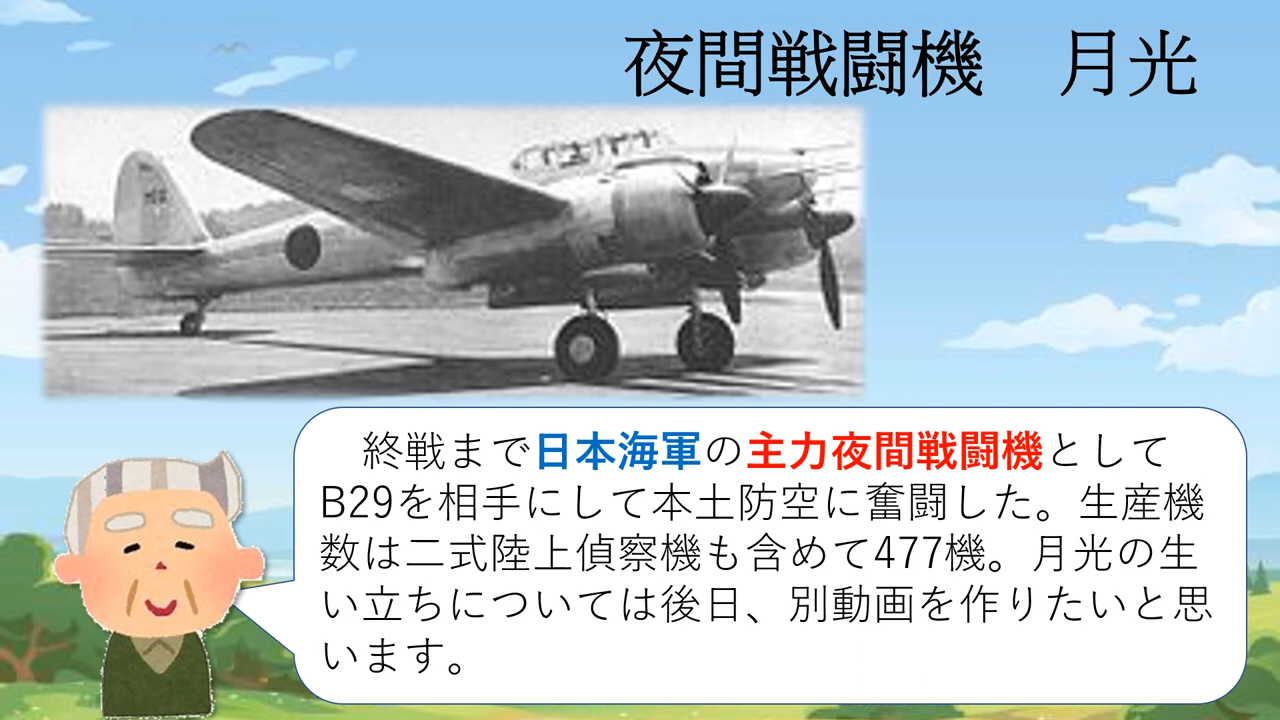 夜間戦闘機　月光
終戦まで日本海軍の主力夜間戦闘機として
B29を相手にして本土防空に奮闘した。生産機
数は二式陸上偵察機も含めて477機。月光の生
い立ちについては後日、別動画を作りたいと思
います。